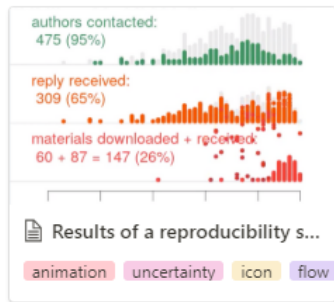 authors contacted:
475 (95%)
reply received:
309 (65%)
materials downloaded + received:
60 + 87 = 147 (26%)
Results of a reproducibility s...
animation uncertainty icon flow